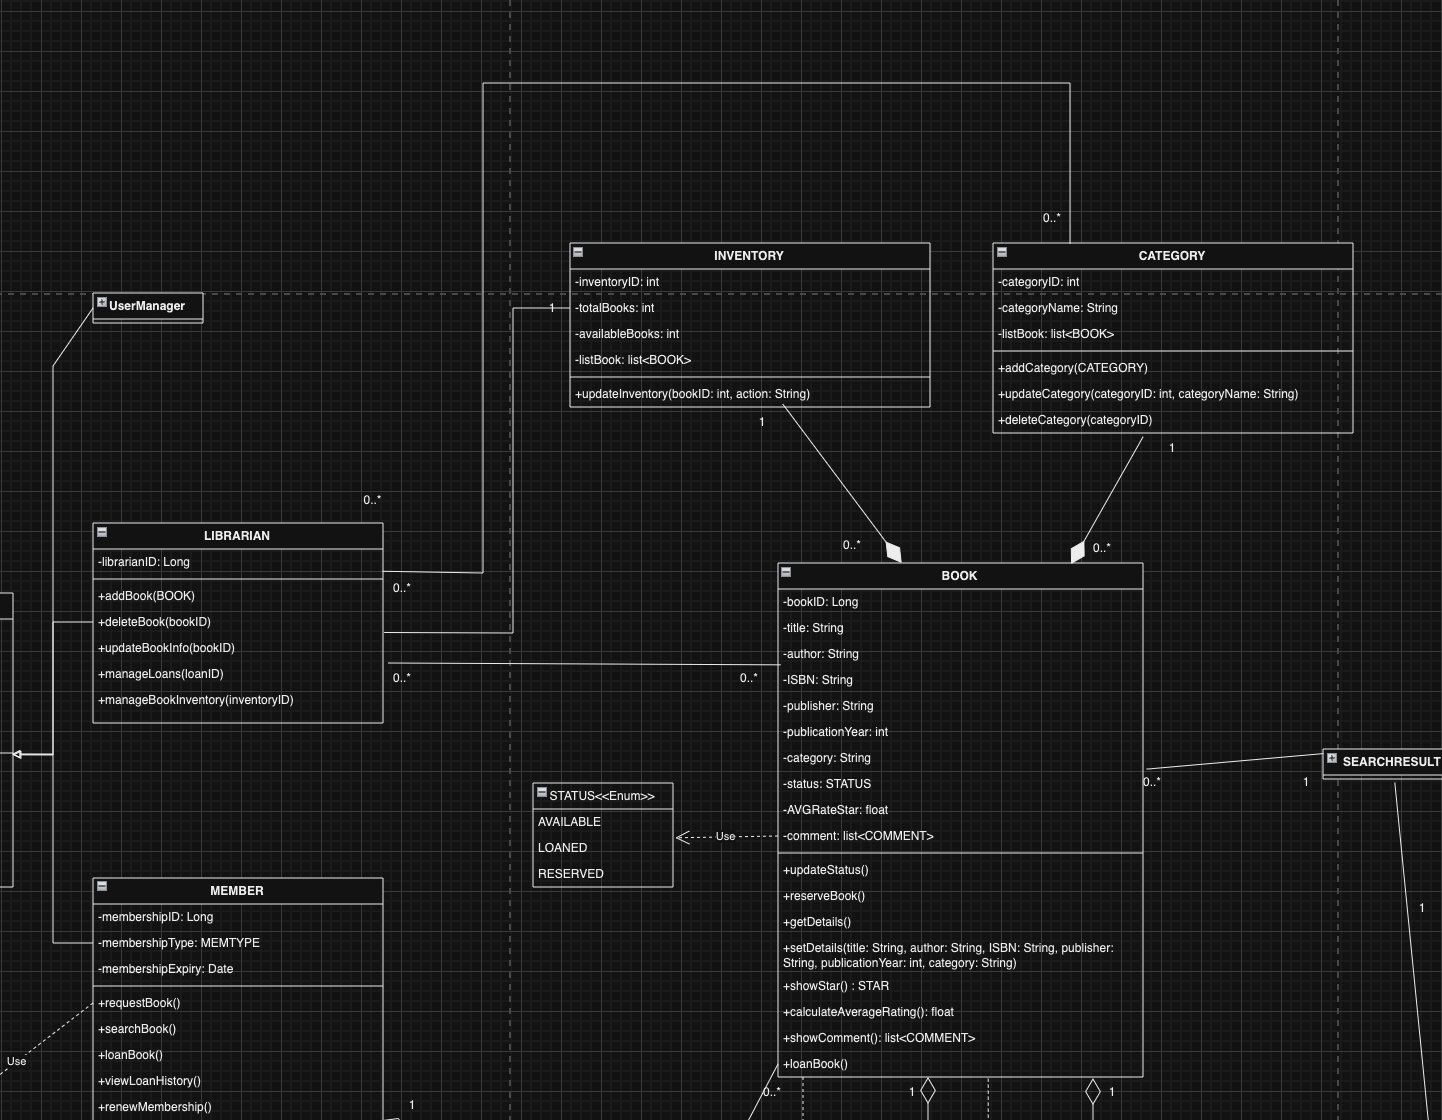 0..*
INVENTORY
-inventoryID: int
-totalBooks: int
-availableBooks: int
-listBook: list<BOOK>
+updateInventory(bookID: int, action: String)
CATEGORY
-categoryID: int
-categoryName: String
-listBook: list<BOOK>
+addCategory(CATEGORY)
+updateCategory(categoryID: int, categoryName: String)
+deleteCategory(categoryID)
UserManager
1
1
1
0..*
0..*
0..*
LIBRARIAN
-librarianID: Long
+addBook(BOOK)
+deleteBook(bookID)
+updateBookInfo(bookID)
+manageLoans(loanID)
+manageBookInventory(inventoryID)
0..*
0..*
0..*
BOOK
-bookID: Long
-title: String
-author: String
-ISBN: String
-publisher: String
-publicationYear: int
-category: String
-status: STATUS
-AVGRateStar: float
-comment: list<COMMENT>
+updateStatus()
+reserveBook()
+getDetails()
+setDetails(title: String, author: String, ISBN: String, publisher:
String, publicationYear: int, category: String)
+showStar() : STAR
+calculateAverageRating(): float
+showComment(): list<COMMENT>
+loanBook()
SEARCHRESULT
0..*
1
1
STATUS<<Enum>>
AVAILABLE
LOANED
RESERVED
Use
MEMBER
-membershipID: Long
-membershipType: MEMTYPE
-membershipExpiry: Date
+requestBook()
+searchBook()
+loanBook()
+viewLoanHistory()
+renewMembership()
Use
1
0..*
1
1